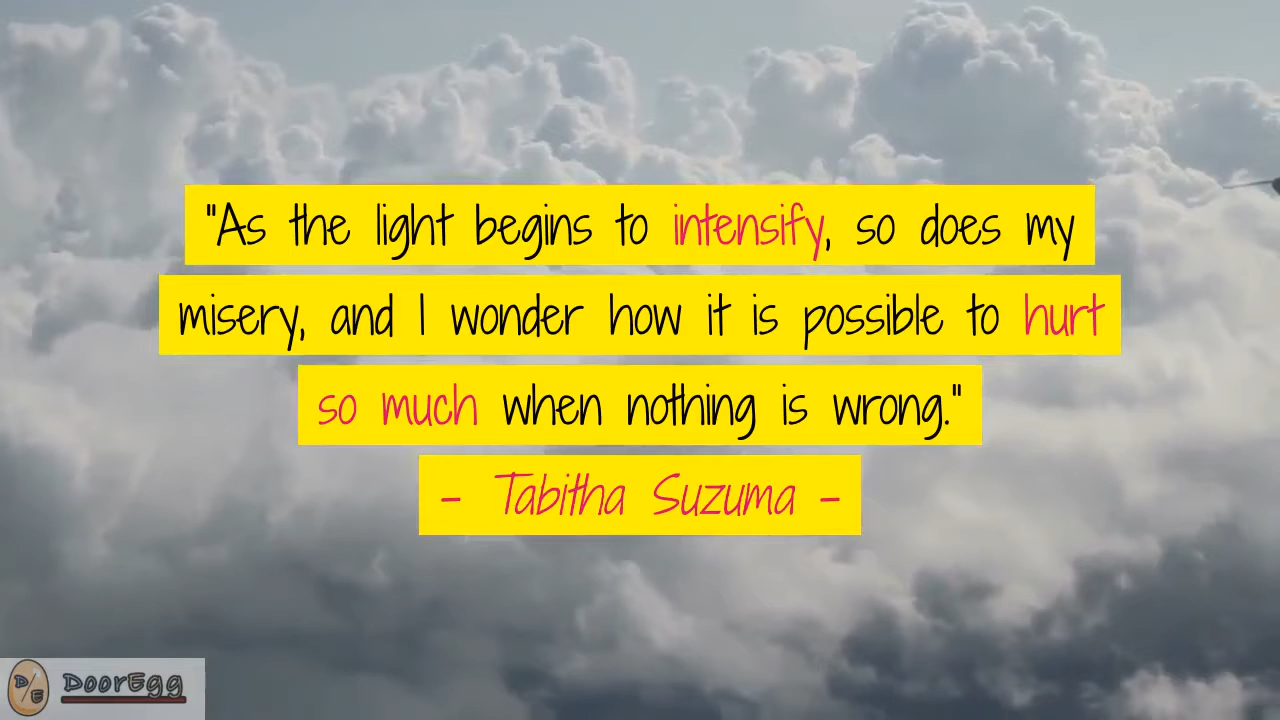 "As the light begins to intensify, so does my
misery, and I wonder how it is possible to hurt
so much when nothing is wrong."
- Tabitha Suzuma -
D/E DoorEgg